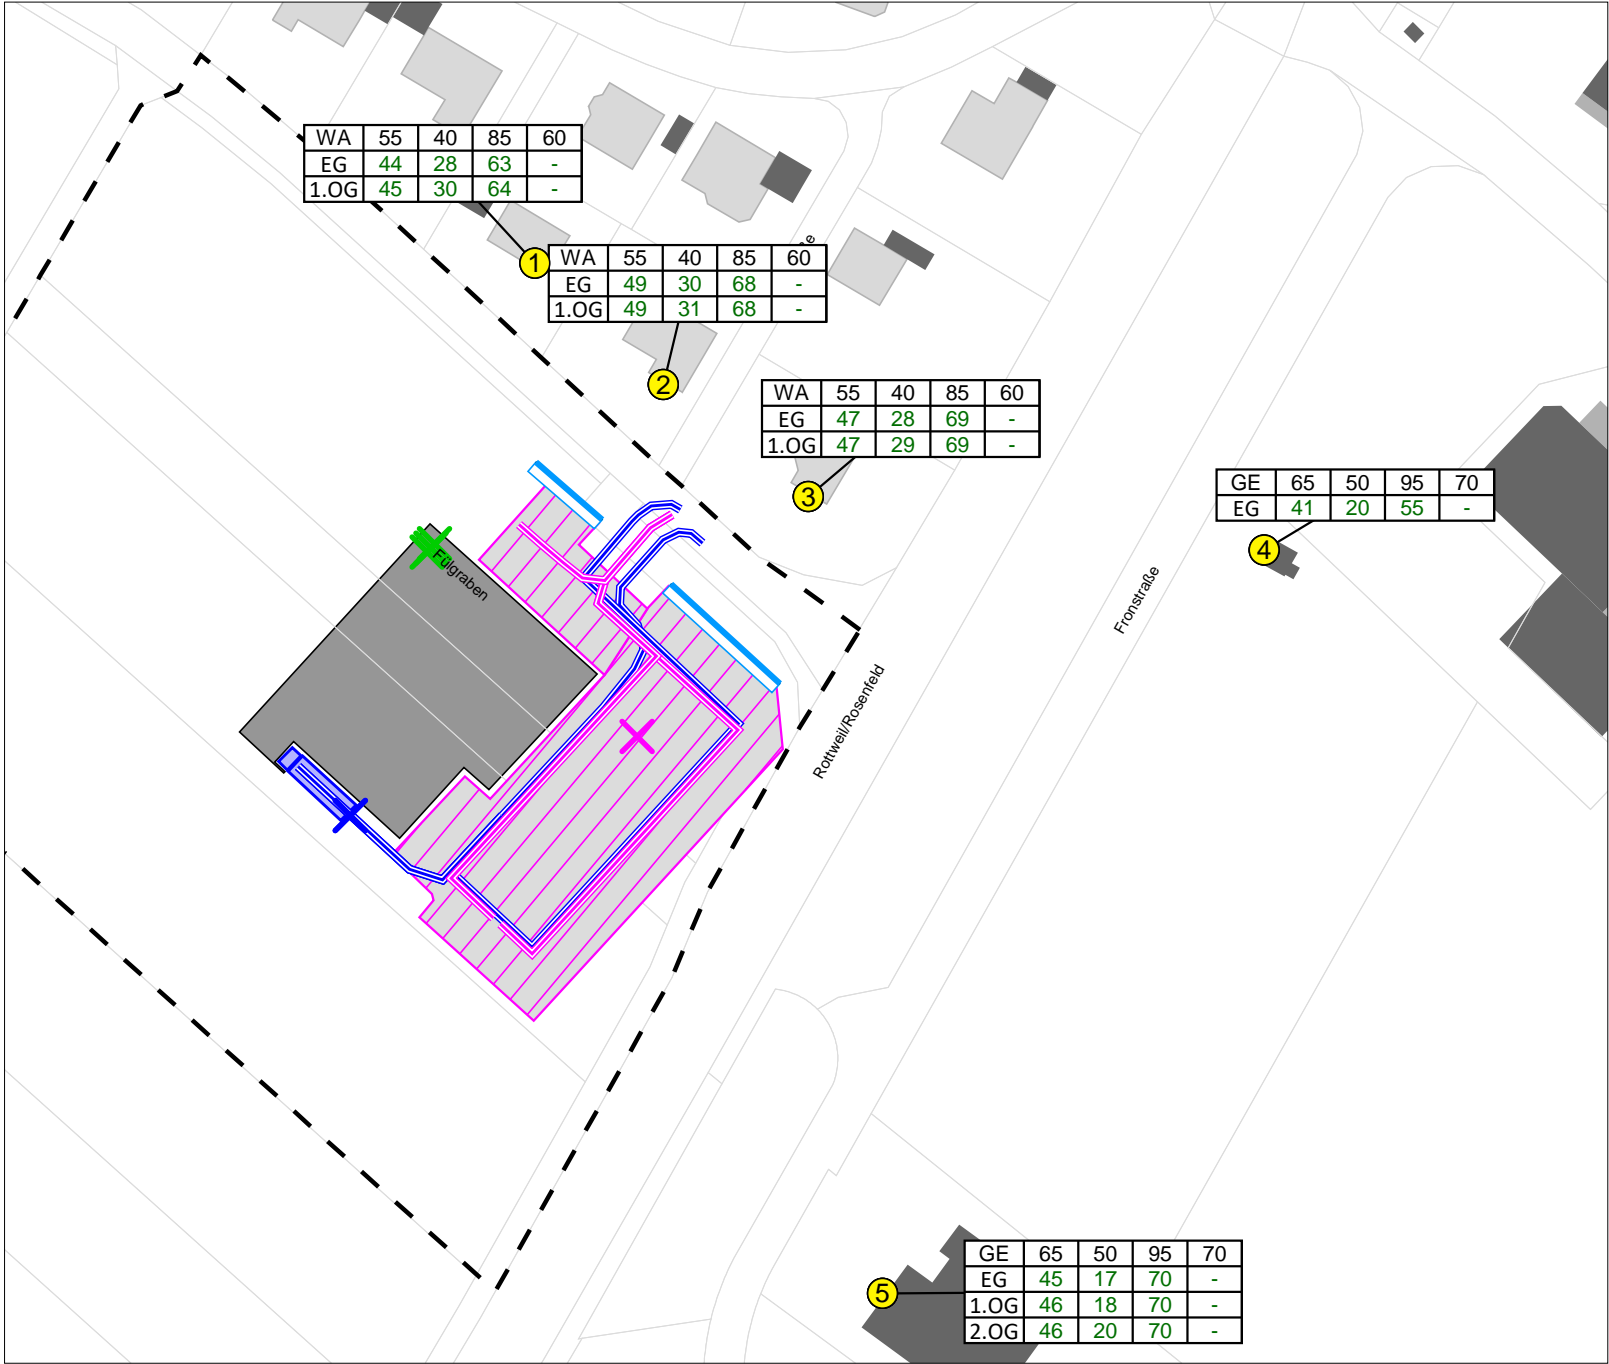 WA 55 40 85 60
EG 44 28 63 -
1.OG 45 30 64 -
1
WA 55 40 85 60
EG 49 30 68 -
1.OG 49 31 68 -
2
WA 55 40 85 60
EG 47 28 69 -
1.OG 47 29 69 -
3
GE 65 50 95 70
EG 41 20 55 -
4
Fülgraben
Fronstraße
Rottweil/Rosenfeld
GE 65 50 95 70
EG 45 17 70 -
1.OG 46 18 70 -
2.OG 46 20 70 -
5